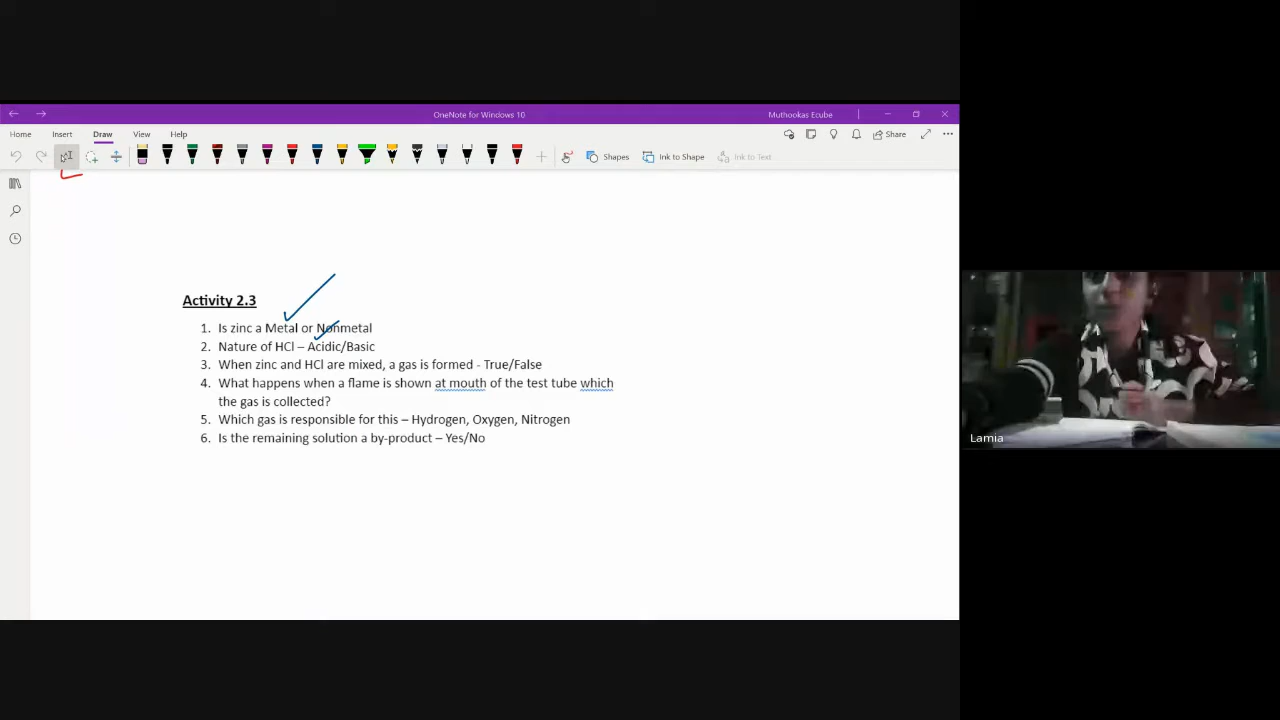 OneNote for Windows 10
Muthookas Ecube
Home Insert Draw View Help
Share
Shapes Ink to Shape Ink to Text
Activity 2.3
1. Is zinc a Metal or Nonmetal
2. Nature of HCl – Acidic/Basic
3. When zinc and HCl are mixed, a gas is formed - True/False
4. What happens when a flame is shown at mouth of the test tube which
the gas is collected?
5. Which gas is responsible for this – Hydrogen, Oxygen, Nitrogen
6. Is the remaining solution a by-product – Yes/No
Lamia